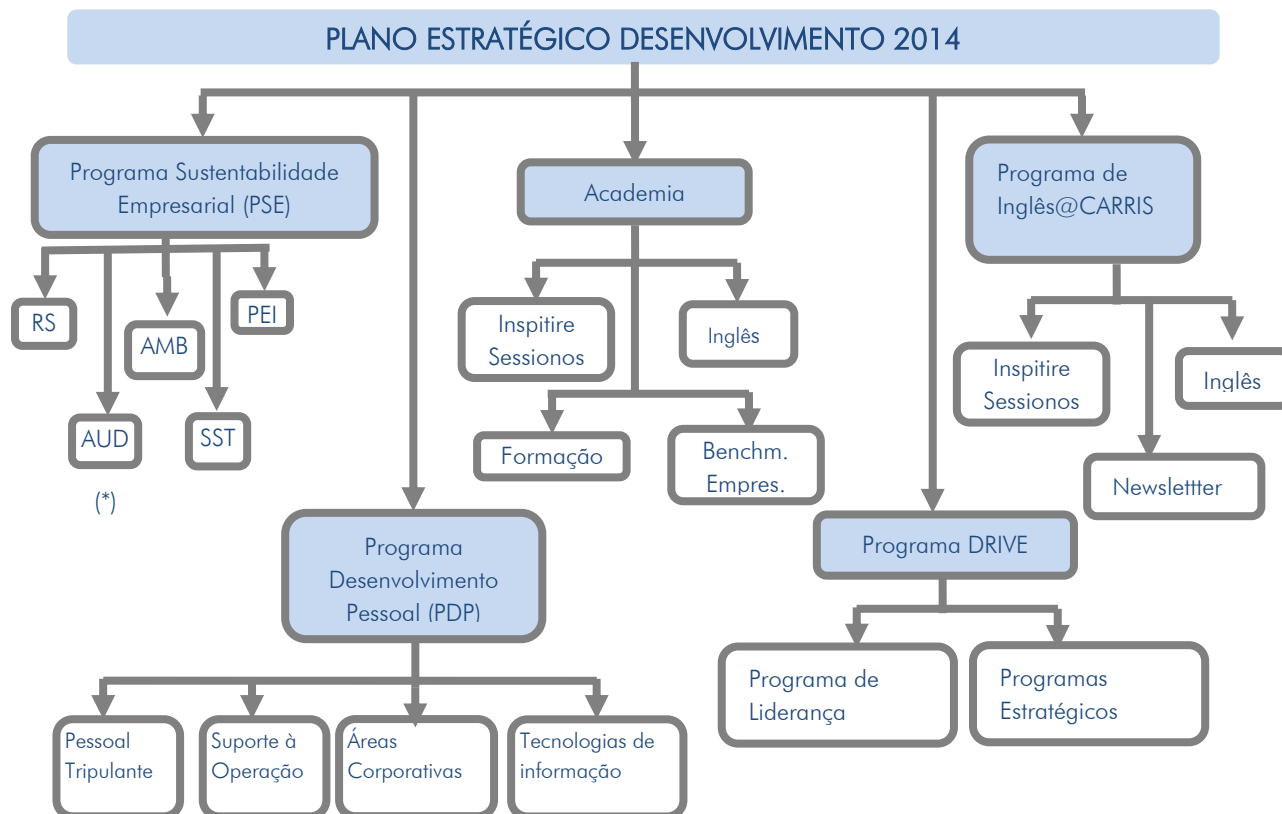 PLANO ESTRATÉGICO DESENVOLVIMENTO 2014
Programa Sustentabilidade
Empresarial (PSE)
Academia
Programa de
Inglês@CARRIS
RS
AMB
PEI
AUD
SST
(*)
Inspitire
Sessionos
Inglês
Formação
Benchm.
Empres.
Inspitire
Sessionos
Inglês
Newslettter
Programa
Desenvolvimento
Pessoal (PDP)
Programa DRIVE
Pessoal
Tripulante
Suporte à
Operação
Áreas
Corporativas
Tecnologias de
informação
Programa de
Liderança
Programas
Estratégicos